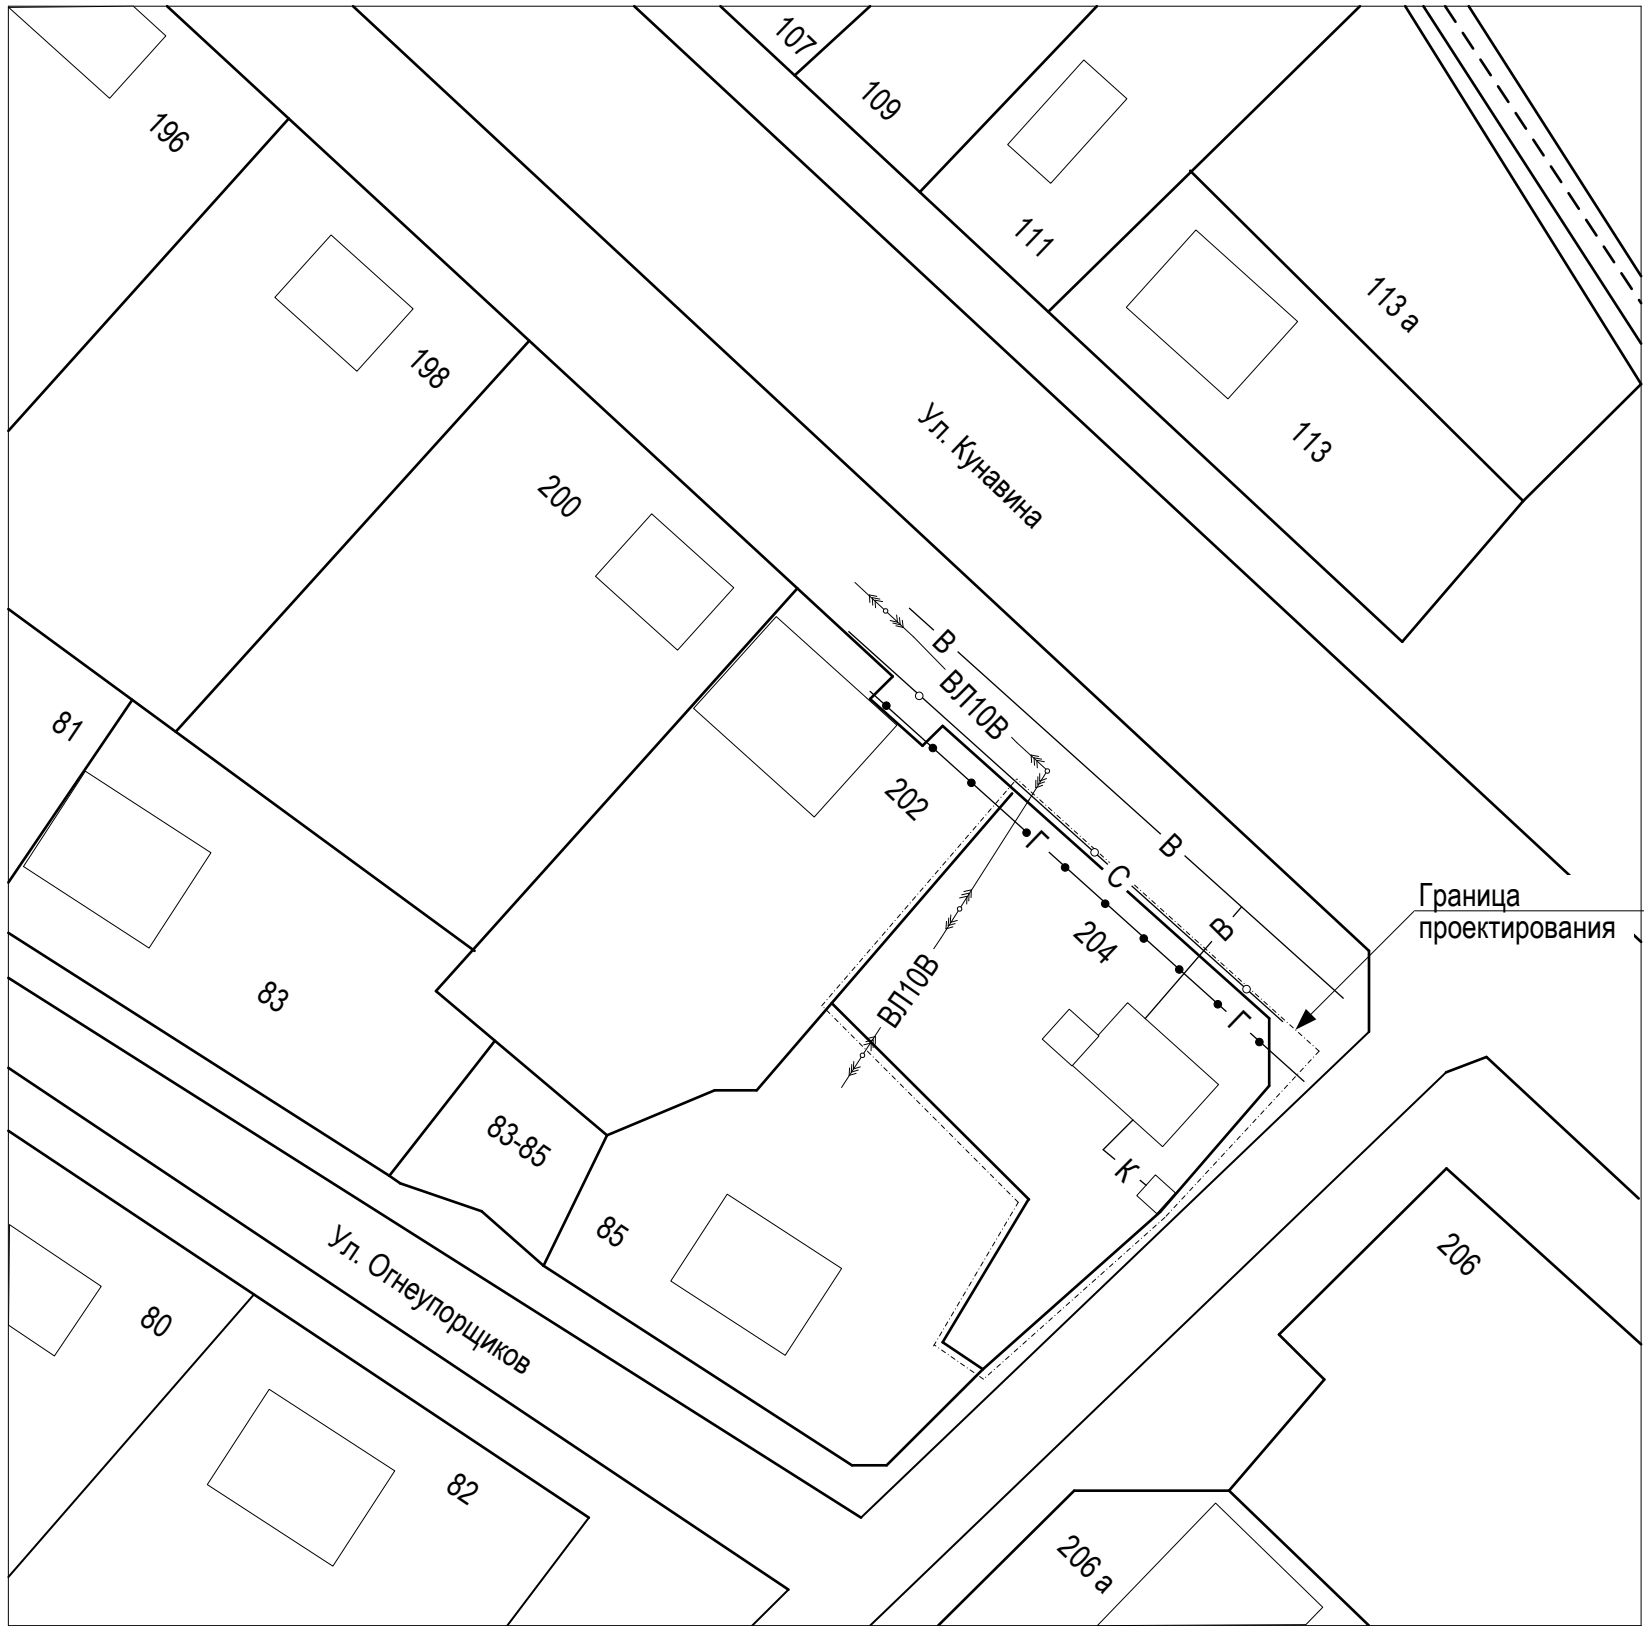 107
109
196
111
113 а
198
Ул. Кунавина
113
200
В
ВЛ10В
81
202
Г
В
С
Граница
проектирования
204
В
ВЛ10В
83
Г
83-85
К
85
206
Ул. Огнеупорщиков
80
82
206 а